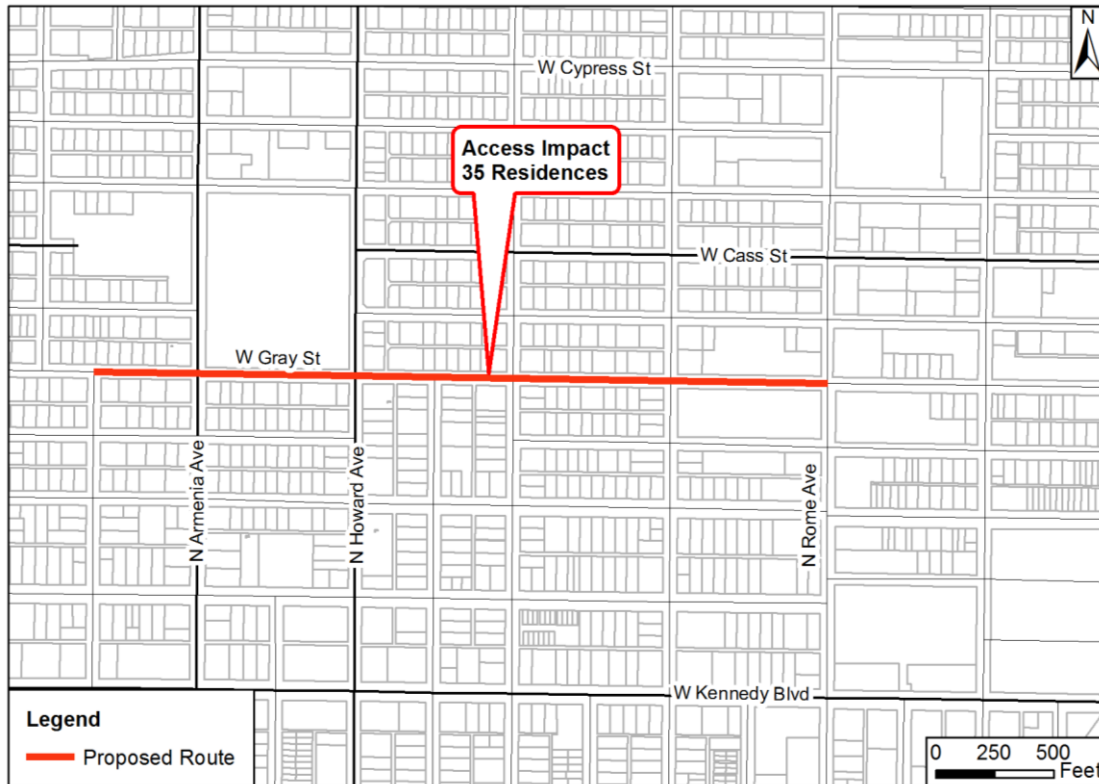 N
W Cypress St
Access Impact
35 Residences
W Cass St
W Gray St
N Armenia Ave
N Howard Ave
N Rome Ave
W Kennedy Blvd
Legend
Proposed Route
0 250 500
Feet